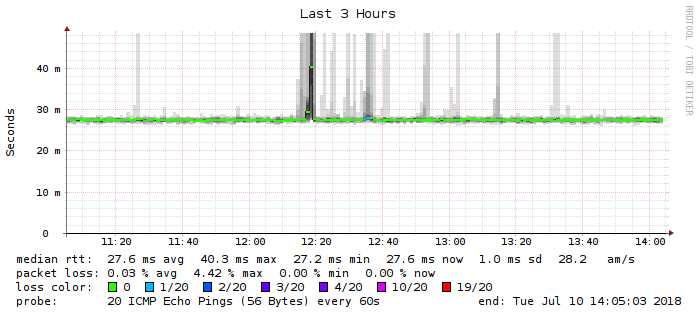 Last 3 Hours
RRDTOOL / TOBI OETIKER
Seconds
40 m
30 m
20 m
10 m
0
11:20 11:40 12:00 12:20 12:40 13:00 13:20 13:40 14:00
median rtt: 27.6 ms avg 40.3 ms max 27.2 ms min 27.6 ms now 1.0 ms sd 28.2 am/s
packet loss: 0.03 % avg 4.42 % max 0.00 % min 0.00 % now
loss color: 0 1/20 2/20 3/20 4/20 10/20 19/20
probe: 20 ICMP Echo Pings (56 Bytes) every 60s end: Tue Jul 10 14:05:03 2018